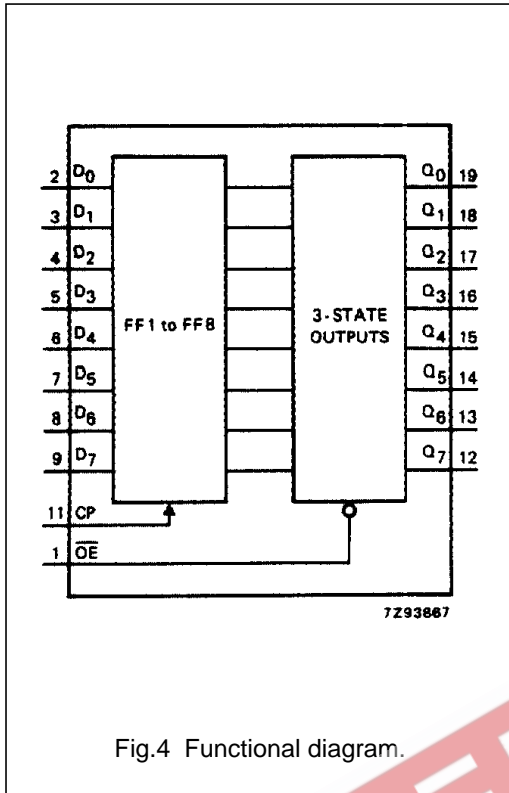 2 D0 Q0 19
3 D1 Q1 18
4 D2 Q2 17
5 D3 Q3 16
FF1 to FF8 3-STATE
OUTPUTS
6 D4 Q4 15
7 D5 Q5 14
8 D6 Q6 13
9 D7 Q7 12
11 CP
1 O̅E̅
7Z93867
Fig.4 Functional diagram.